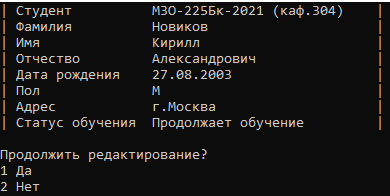 | Студент М3О-225Бк-2021 (каф.304) |
| Фамилия Новиков |
| Имя Кирилл |
| Отчество Александрович |
| Дата рождения 27.08.2003 |
| Пол М |
| Адрес г.Москва |
| Статус обучения Продолжает обучение |
Продолжить редактирование?
1 Да
2 Нет